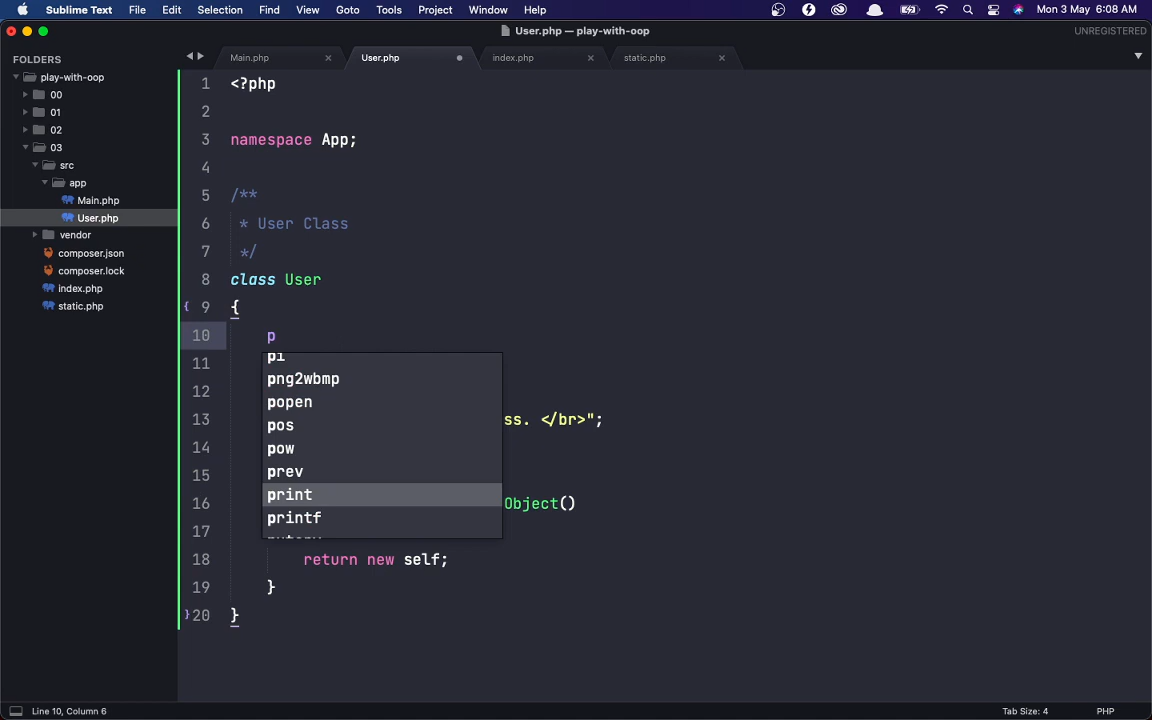 Sublime Text File Edit Selection Find View Goto Tools Project Window Help Mon 3 May 6:08 AM
User.php — play-with-oop UNREGISTERED
FOLDERS
play-with-oop
00
01
02
03
src
app
Main.php
User.php
vendor
composer.json
composer.lock
index.php
static.php
Main.php User.php index.php static.php
1 <?php
2
3 namespace App;
4
5 /**
6 * User Class
7 */
8 class User
{ 9 {
10 p
11
12
13 ss. </br>";
14
15
16 Object()
17
18 return new self;
19 }
} 20 }
pi
png2wbmp
popen
pos
pow
prev
print
printf
Line 10, Column 6 Tab Size: 4 PHP